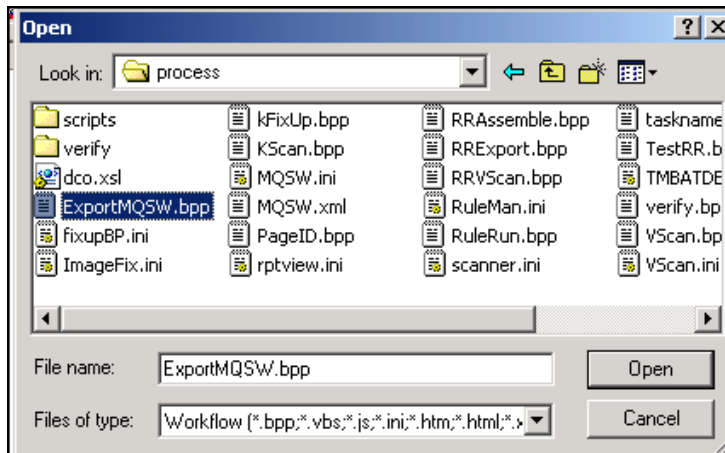 Open
Look in: process
scripts kFixUp.bpp RRAssemble.bpp taskname
verify KScan.bpp RRExport.bpp TestRR.b
dco.xsl MQSW.ini RRVScan.bpp TMBATDE
ExportMQSW.bpp MQSW.xml RuleMan.ini verify.bp
fixupBP.ini PageID.bpp RuleRun.bpp VScan.bp
ImageFix.ini rptview.ini scanner.ini VScan.ini
File name: ExportMQSW.bpp Open
Files of type: Workflow (*.bpp;*.vbs;*.js;*.ini;*.htm;*.html;*.x Cancel